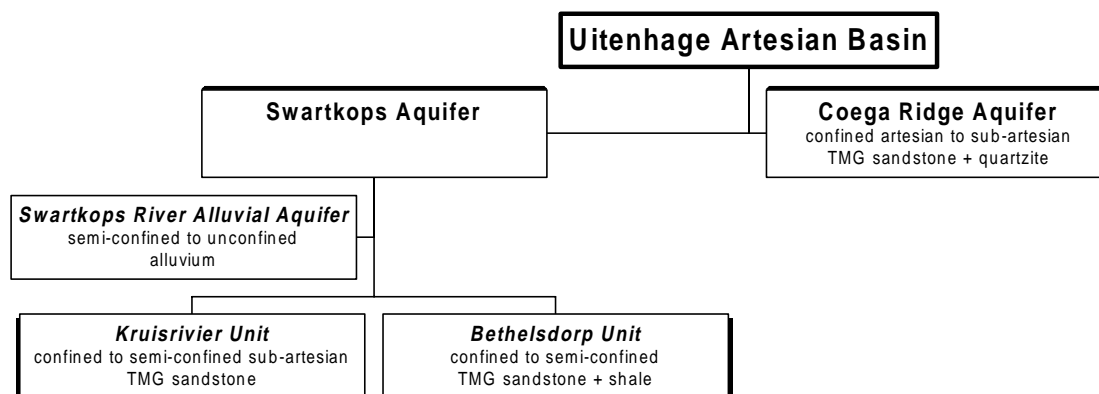 Uitenhage Artesian Basin
Swartkops Aquifer
Coega Ridge Aquifer
confined artesian to sub-artesian
TMG sandstone + quartzite
Swartkops River Alluvial Aquifer
semi-confined to unconfined
alluvium
Kruisrivier Unit
confined to semi-confined sub-artesian
TMG sandstone
Bethelsdorp Unit
confined to semi-confined
TMG sandstone + shale